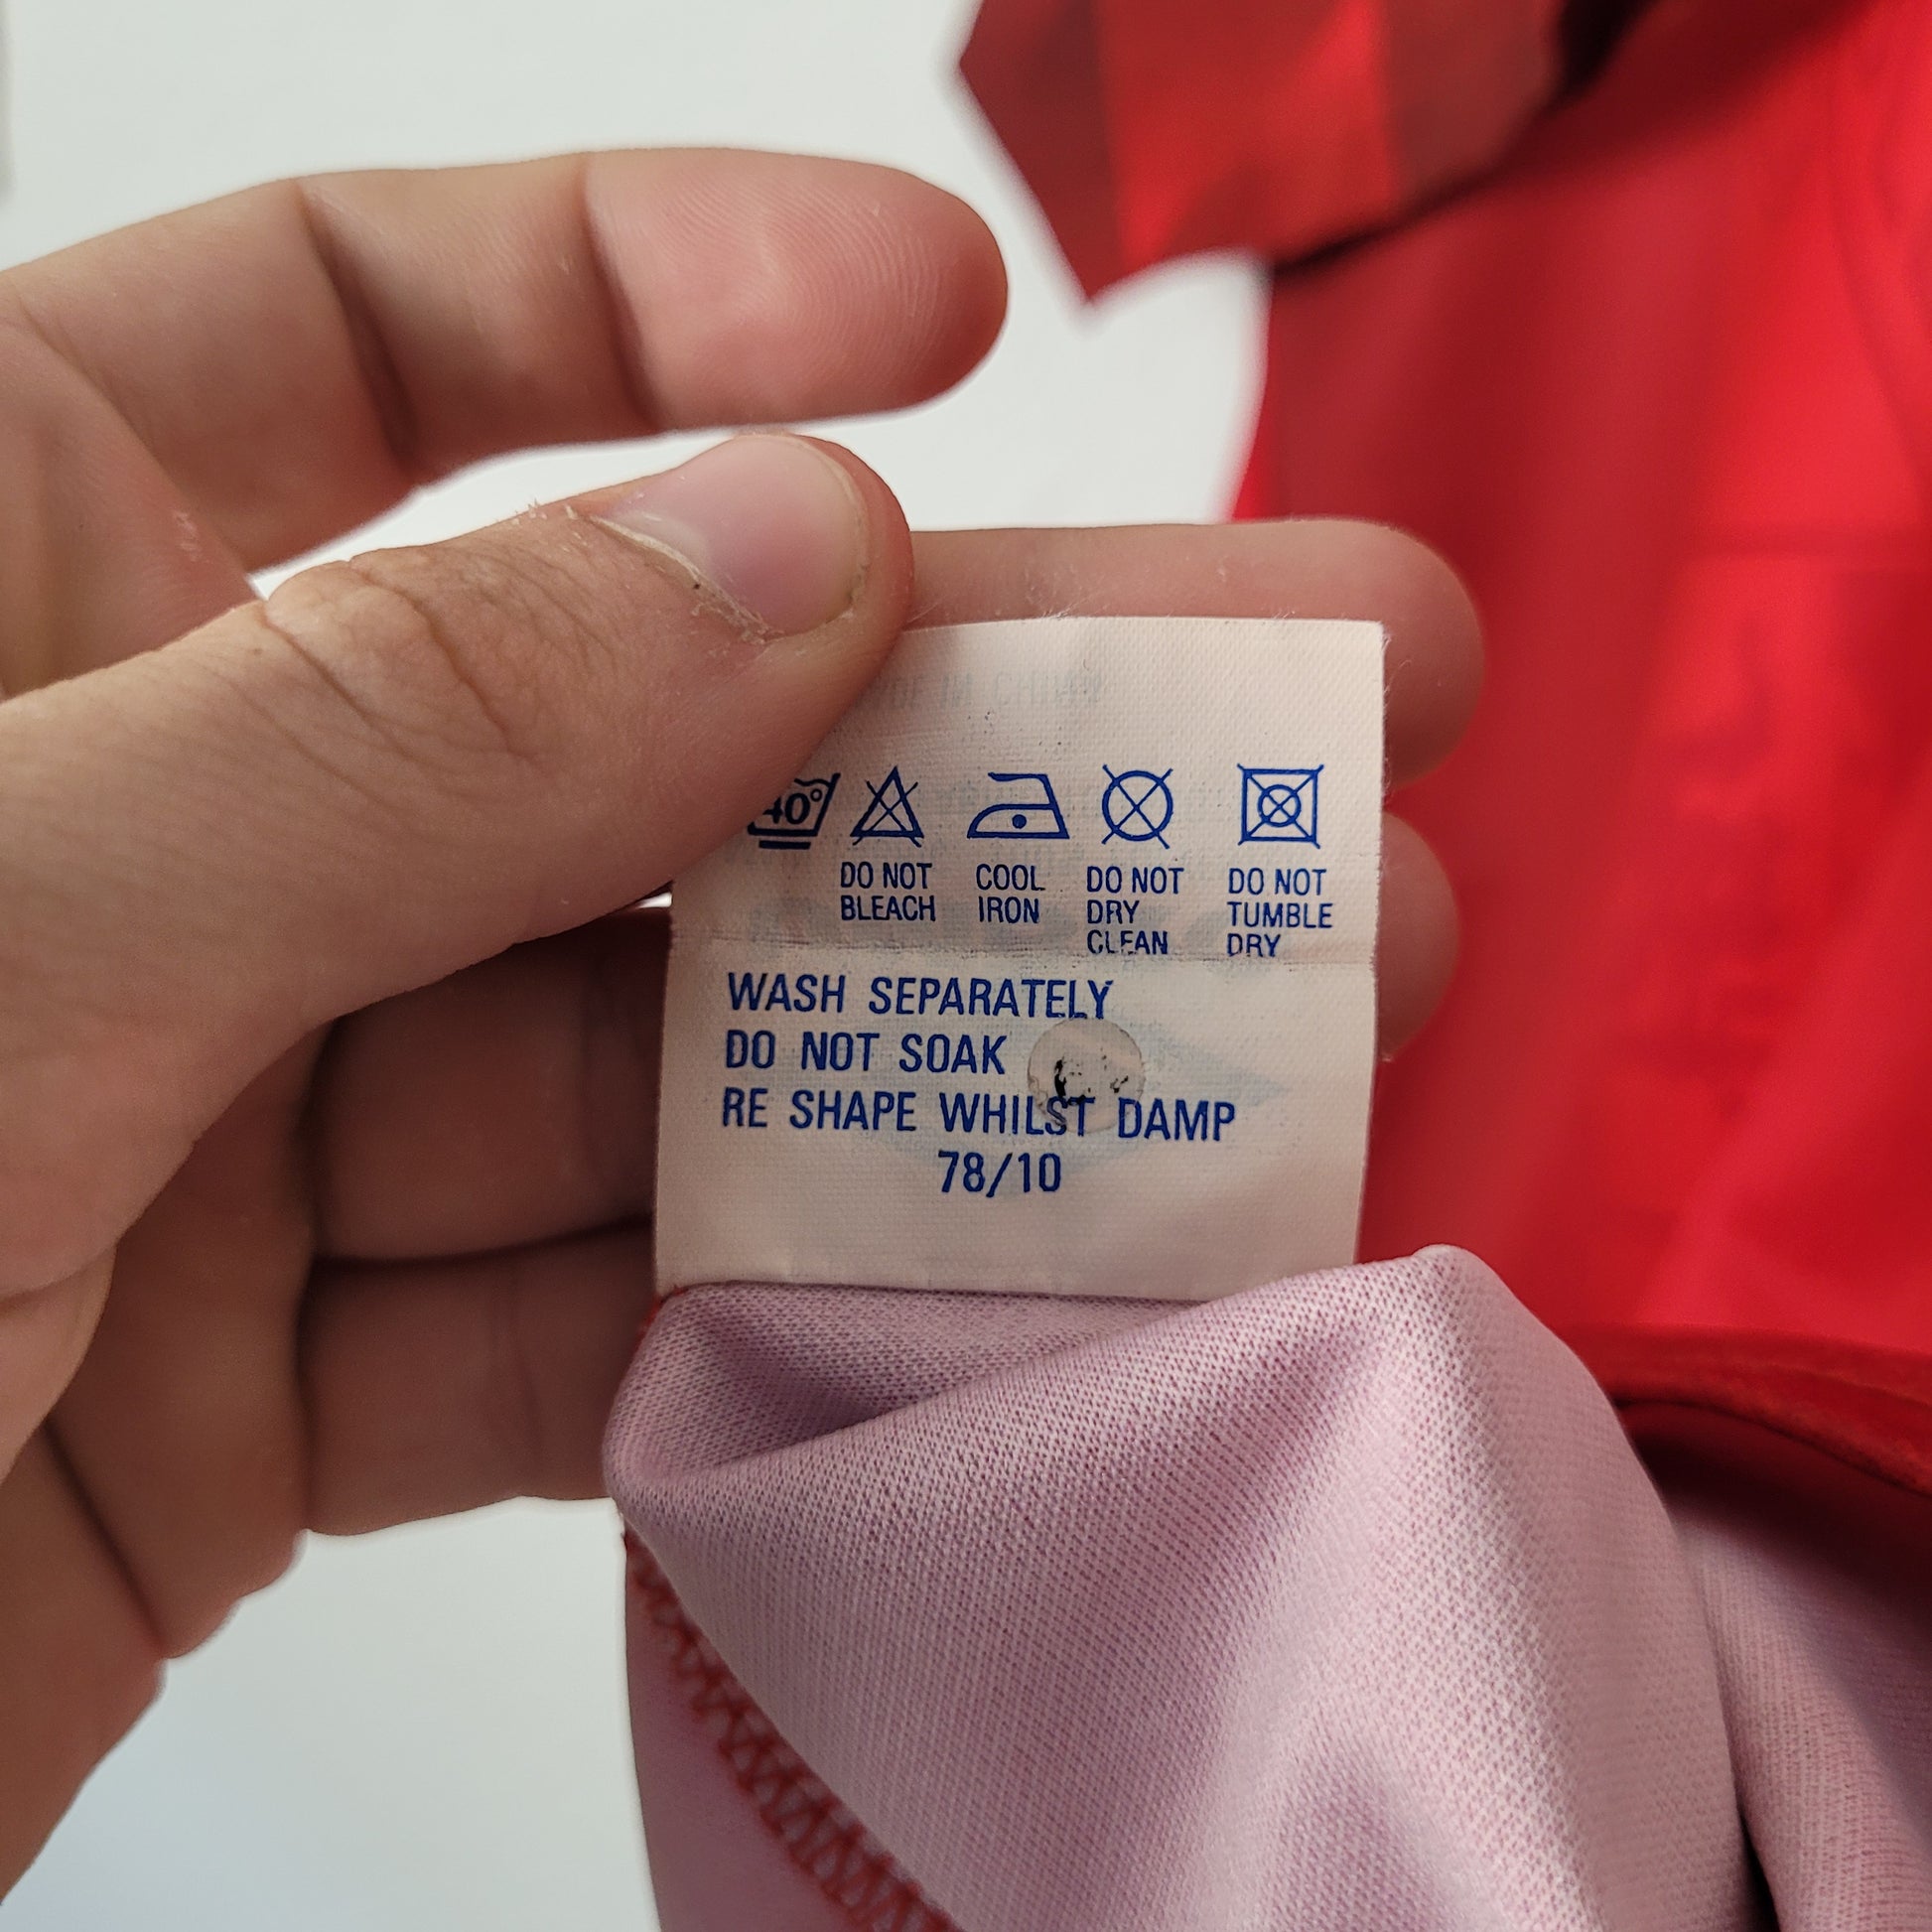 40°
DO NOT
BLEACH
COOL
IRON
DO NOT
DRY
CLEAN
DO NOT
TUMBLE
DRY
WASH SEPARATELY
DO NOT SOAK
RE SHAPE WHILST DAMP
78/10